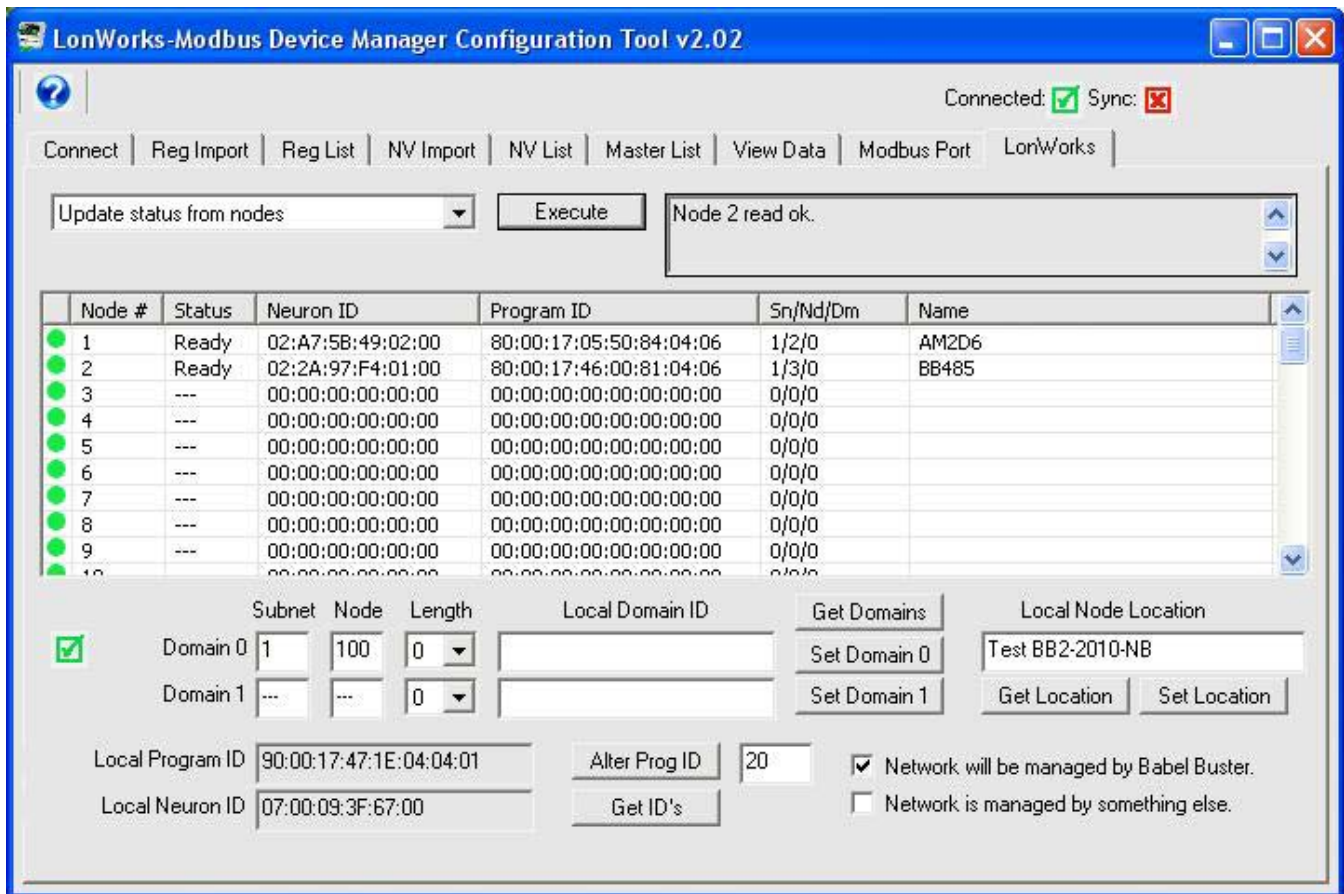 LonWorks-Modbus Device Manager Configuration Tool v2.02
Connected: Sync:
Connect Reg Import Reg List NV Import NV List Master List View Data Modbus Port LonWorks
Update status from nodes Execute Node 2 read ok.
Node # Status Neuron ID Program ID Sn/Nd/Dm Name
1 Ready 02:A7:5B:49:02:00 80:00:17:05:50:84:04:06 1/2/0 AM2D6
2 Ready 02:2A:97:F4:01:00 80:00:17:46:00:81:04:06 1/3/0 BB485
3 --- 00:00:00:00:00:00 00:00:00:00:00:00:00:00 0/0/0
4 --- 00:00:00:00:00:00 00:00:00:00:00:00:00:00 0/0/0
5 --- 00:00:00:00:00:00 00:00:00:00:00:00:00:00 0/0/0
6 --- 00:00:00:00:00:00 00:00:00:00:00:00:00:00 0/0/0
7 --- 00:00:00:00:00:00 00:00:00:00:00:00:00:00 0/0/0
8 --- 00:00:00:00:00:00 00:00:00:00:00:00:00:00 0/0/0
9 --- 00:00:00:00:00:00 00:00:00:00:00:00:00:00 0/0/0
Subnet Node Length Local Domain ID Get Domains Local Node Location
Domain 0 1 100 0 Set Domain 0 Test BB2-2010-NB
Domain 1 --- --- 0 Set Domain 1 Get Location Set Location
Local Program ID 90:00:17:47:1E:04:04:01 Alter Prog ID 20 Network will be managed by Babel Buster.
Local Neuron ID 07:00:09:3F:67:00 Get ID's Network is managed by something else.